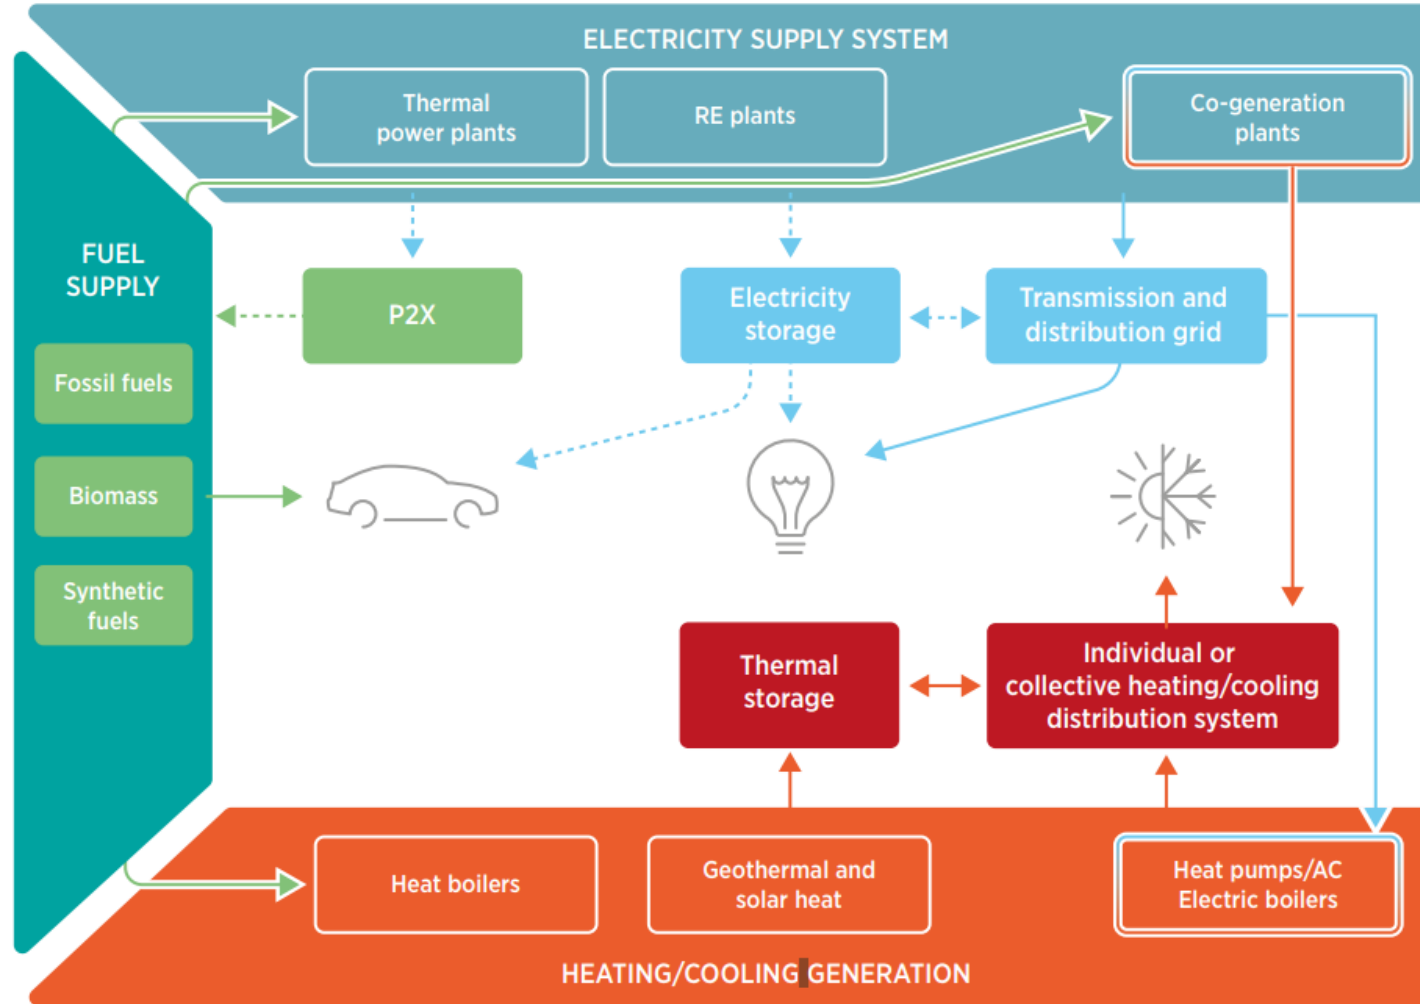 ELECTRICITY SUPPLY SYSTEM
Thermal
power plants
RE plants
Co-generation
plants
FUEL
SUPPLY
Fossil fuels
Biomass
Synthetic
fuels
P2X
Electricity
storage
Transmission and
distribution grid
Thermal
storage
Individual or
collective heating/cooling
distribution system
Heat boilers
Geothermal and
solar heat
Heat pumps/AC
Electric boilers
HEATING/COOLING GENERATION